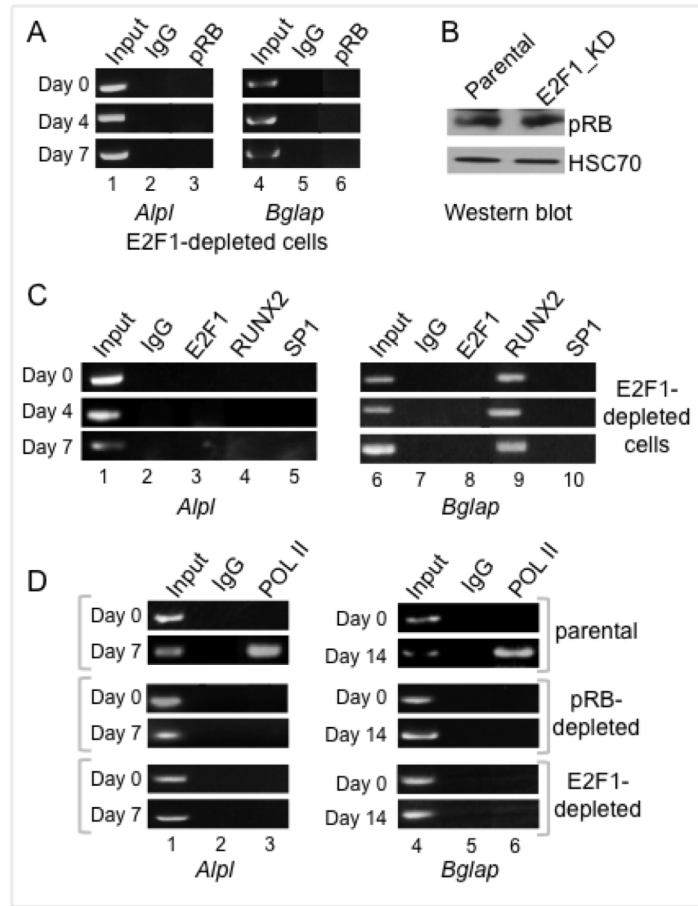 A
Input IgG pRB
Input IgG pRB
Day 0
Day 4
Day 7
1 2 3 4 5 6
Alpl Bglap
E2F1-depleted cells
B
Parental E2F1_KD
pRB
HSC70
Western blot
C
Input IgG E2F1 RUNX2 SP1
Input IgG E2F1 RUNX2 SP1
Day 0
Day 4
Day 7
E2F1-
depleted
cells
1 2 3 4 5 6 7 8 9 10
Alpl Bglap
D
Input IgG POL II
Input IgG POL II
Day 0 Day 0
Day 7 Day 14
parental
Day 0 Day 0
Day 7 Day 14
pRB-
depleted
Day 0 Day 0
Day 7 Day 14
E2F1-
depleted
1 2 3 4 5 6
Alpl Bglap